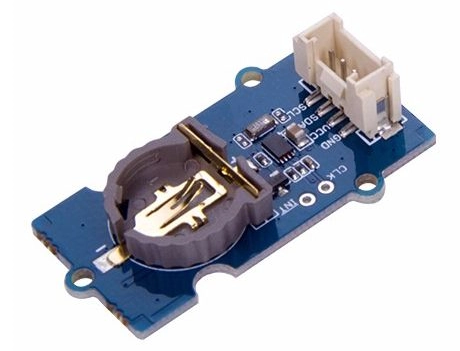 SCL
SDA
VCC
GND
CLK
INT